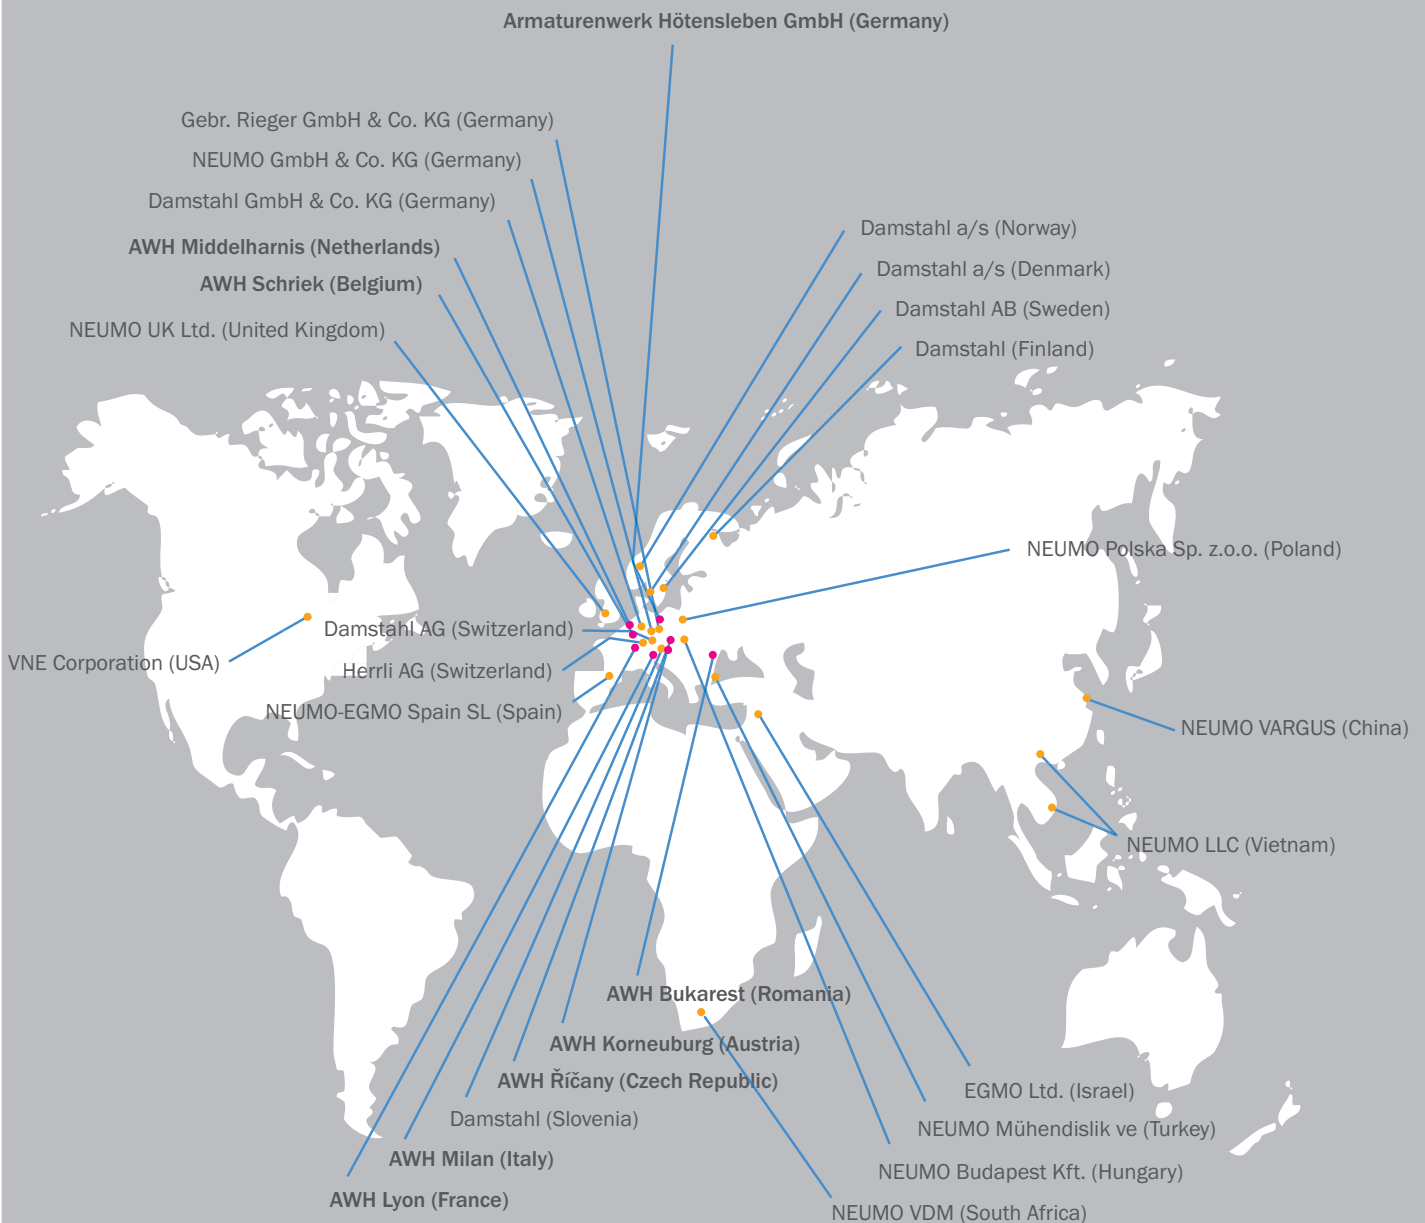 Armaturenwerk Hötensleben GmbH (Germany)
Gebr. Rieger GmbH & Co. KG (Germany)
NEUMO GmbH & Co. KG (Germany)
Damstahl GmbH & Co. KG (Germany)
AWH Middelharnis (Netherlands)
AWH Schriek (Belgium)
NEUMO UK Ltd. (United Kingdom)
Damstahl a/s (Norway)
Damstahl a/s (Denmark)
Damstahl AB (Sweden)
Damstahl (Finland)
NEUMO Polska Sp. z.o.o. (Poland)
Damstahl AG (Switzerland)
VNE Corporation (USA)
Herrli AG (Switzerland)
NEUMO-EGMO Spain SL (Spain)
NEUMO VARGUS (China)
NEUMO LLC (Vietnam)
AWH Bukarest (Romania)
AWH Korneuburg (Austria)
AWH Říčany (Czech Republic)
Damstahl (Slovenia)
AWH Milan (Italy)
AWH Lyon (France)
EGMO Ltd. (Israel)
NEUMO Mühendislik ve (Turkey)
NEUMO Budapest Kft. (Hungary)
NEUMO VDM (South Africa)